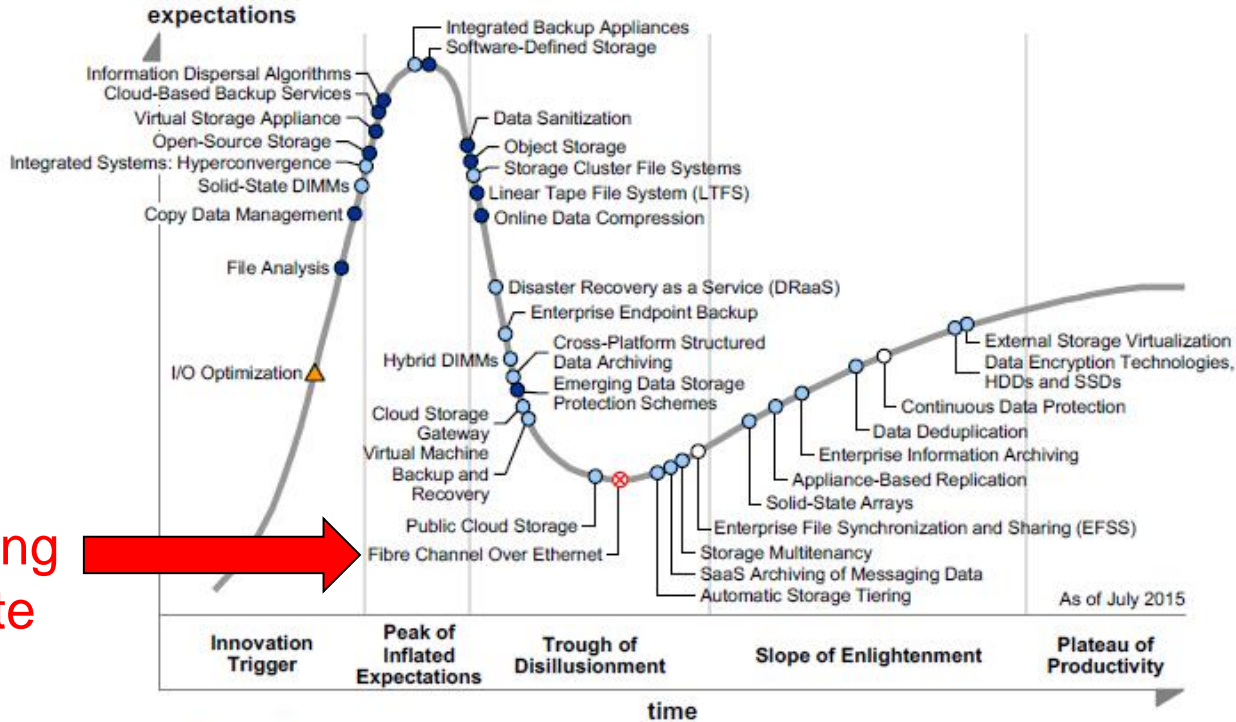 expectations
Integrated Backup Appliances
Software-Defined Storage
Information Dispersal Algorithms
Cloud-Based Backup Services
Virtual Storage Appliance
Open-Source Storage
Integrated Systems: Hyperconvergence
Solid-State DIMMs
Copy Data Management
File Analysis
I/O Optimization
Data Sanitization
Object Storage
Storage Cluster File Systems
Linear Tape File System (LTFS)
Online Data Compression
Disaster Recovery as a Service (DRaaS)
Enterprise Endpoint Backup
Hybrid DIMMs
Cross-Platform Structured
Data Archiving
Emerging Data Storage
Protection Schemes
Cloud Storage
Gateway
Virtual Machine
Backup and
Recovery
Public Cloud Storage
Fibre Channel Over Ethernet
External Storage Virtualization
Data Encryption Technologies,
HDDs and SSDs
Continuous Data Protection
Data Deduplication
Enterprise Information Archiving
Appliance-Based Replication
Solid-State Arrays
Enterprise File Synchronization and Sharing (EFSS)
Storage Multitenancy
SaaS Archiving of Messaging Data
Automatic Storage Tiering
As of July 2015
Innovation
Trigger
Peak of
Inflated
Expectations
Trough of
Disillusionment
Slope of Enlightenment
Plateau of
Productivity
time